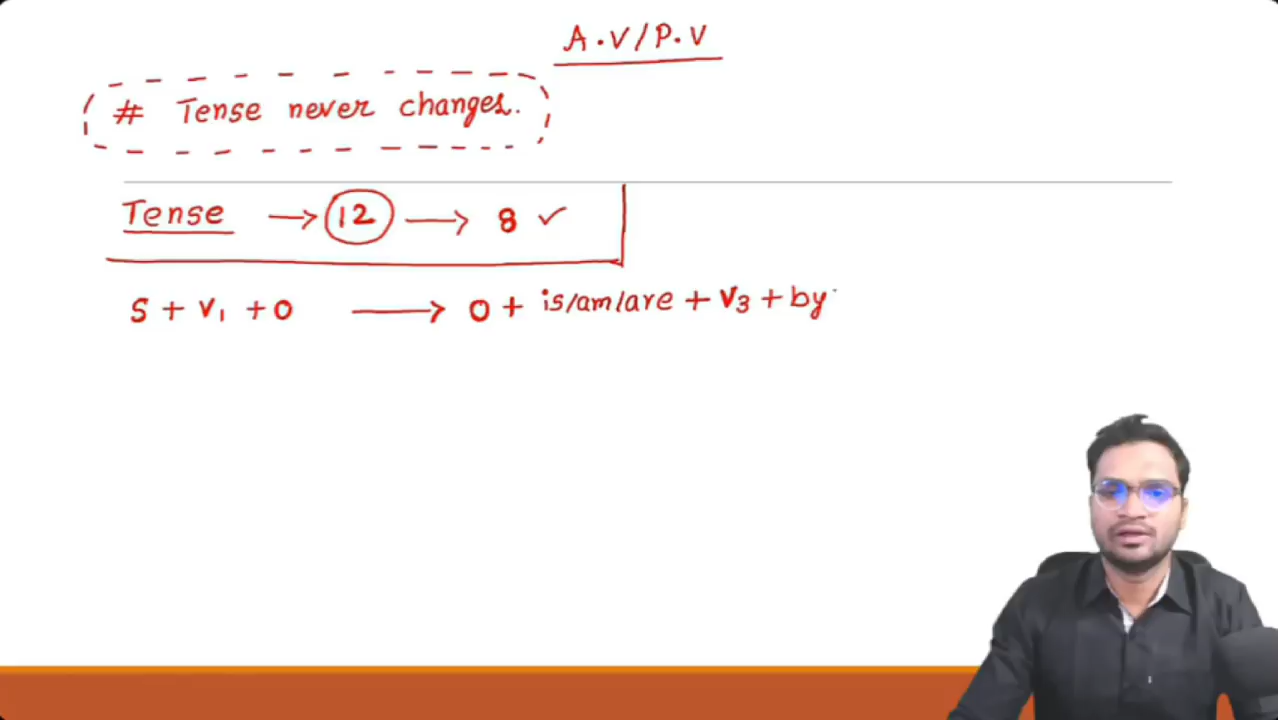 A.V/P.V
# Tense never changes.
Tense → 12 → 8 ✓
S + V₁ + O → O + is/am/are + V₃ + by